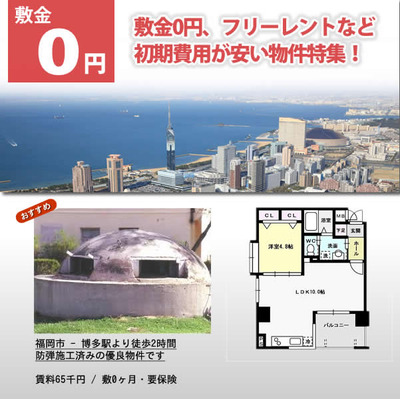 敷金
0円
敷金0円、フリーレントなど
初期費用が安い物件特集!
おすすめ
福岡市 - 博多駅より徒歩2時間
防弾施工済みの優良物件です
賃料65千円 / 敷0ヶ月・要保険
CL
CL
浴室
MB
下足
玄関
洋室4.8帖
WC
洗面
洗
ホール
LDK10.0帖
バルコニー
冷